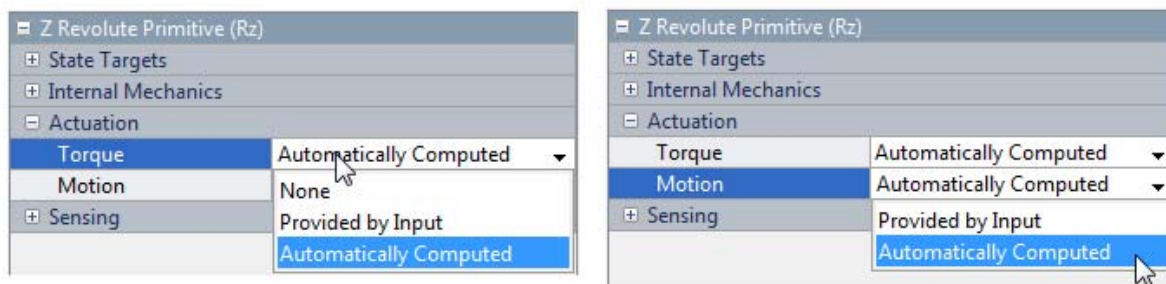 Z Revolute Primitive (Rz)
State Targets
Internal Mechanics
Actuation
Torque Automatically Computed
Motion
None
Provided by Input
Automatically Computed
Sensing
Z Revolute Primitive (Rz)
State Targets
Internal Mechanics
Actuation
Torque Automatically Computed
Motion Automatically Computed
Provided by Input
Automatically Computed
Sensing